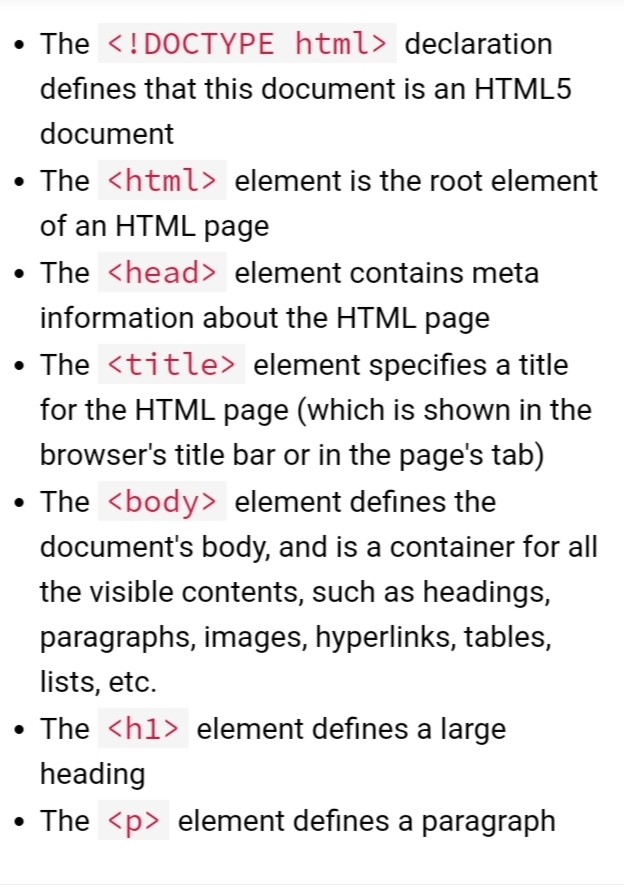 • The <!DOCTYPE html> declaration
defines that this document is an HTML5
document
• The <html> element is the root element
of an HTML page
• The <head> element contains meta
information about the HTML page
• The <title> element specifies a title
for the HTML page (which is shown in the
browser's title bar or in the page's tab)
• The <body> element defines the
document's body, and is a container for all
the visible contents, such as headings,
paragraphs, images, hyperlinks, tables,
lists, etc.
• The <h1> element defines a large
heading
• The <p> element defines a paragraph